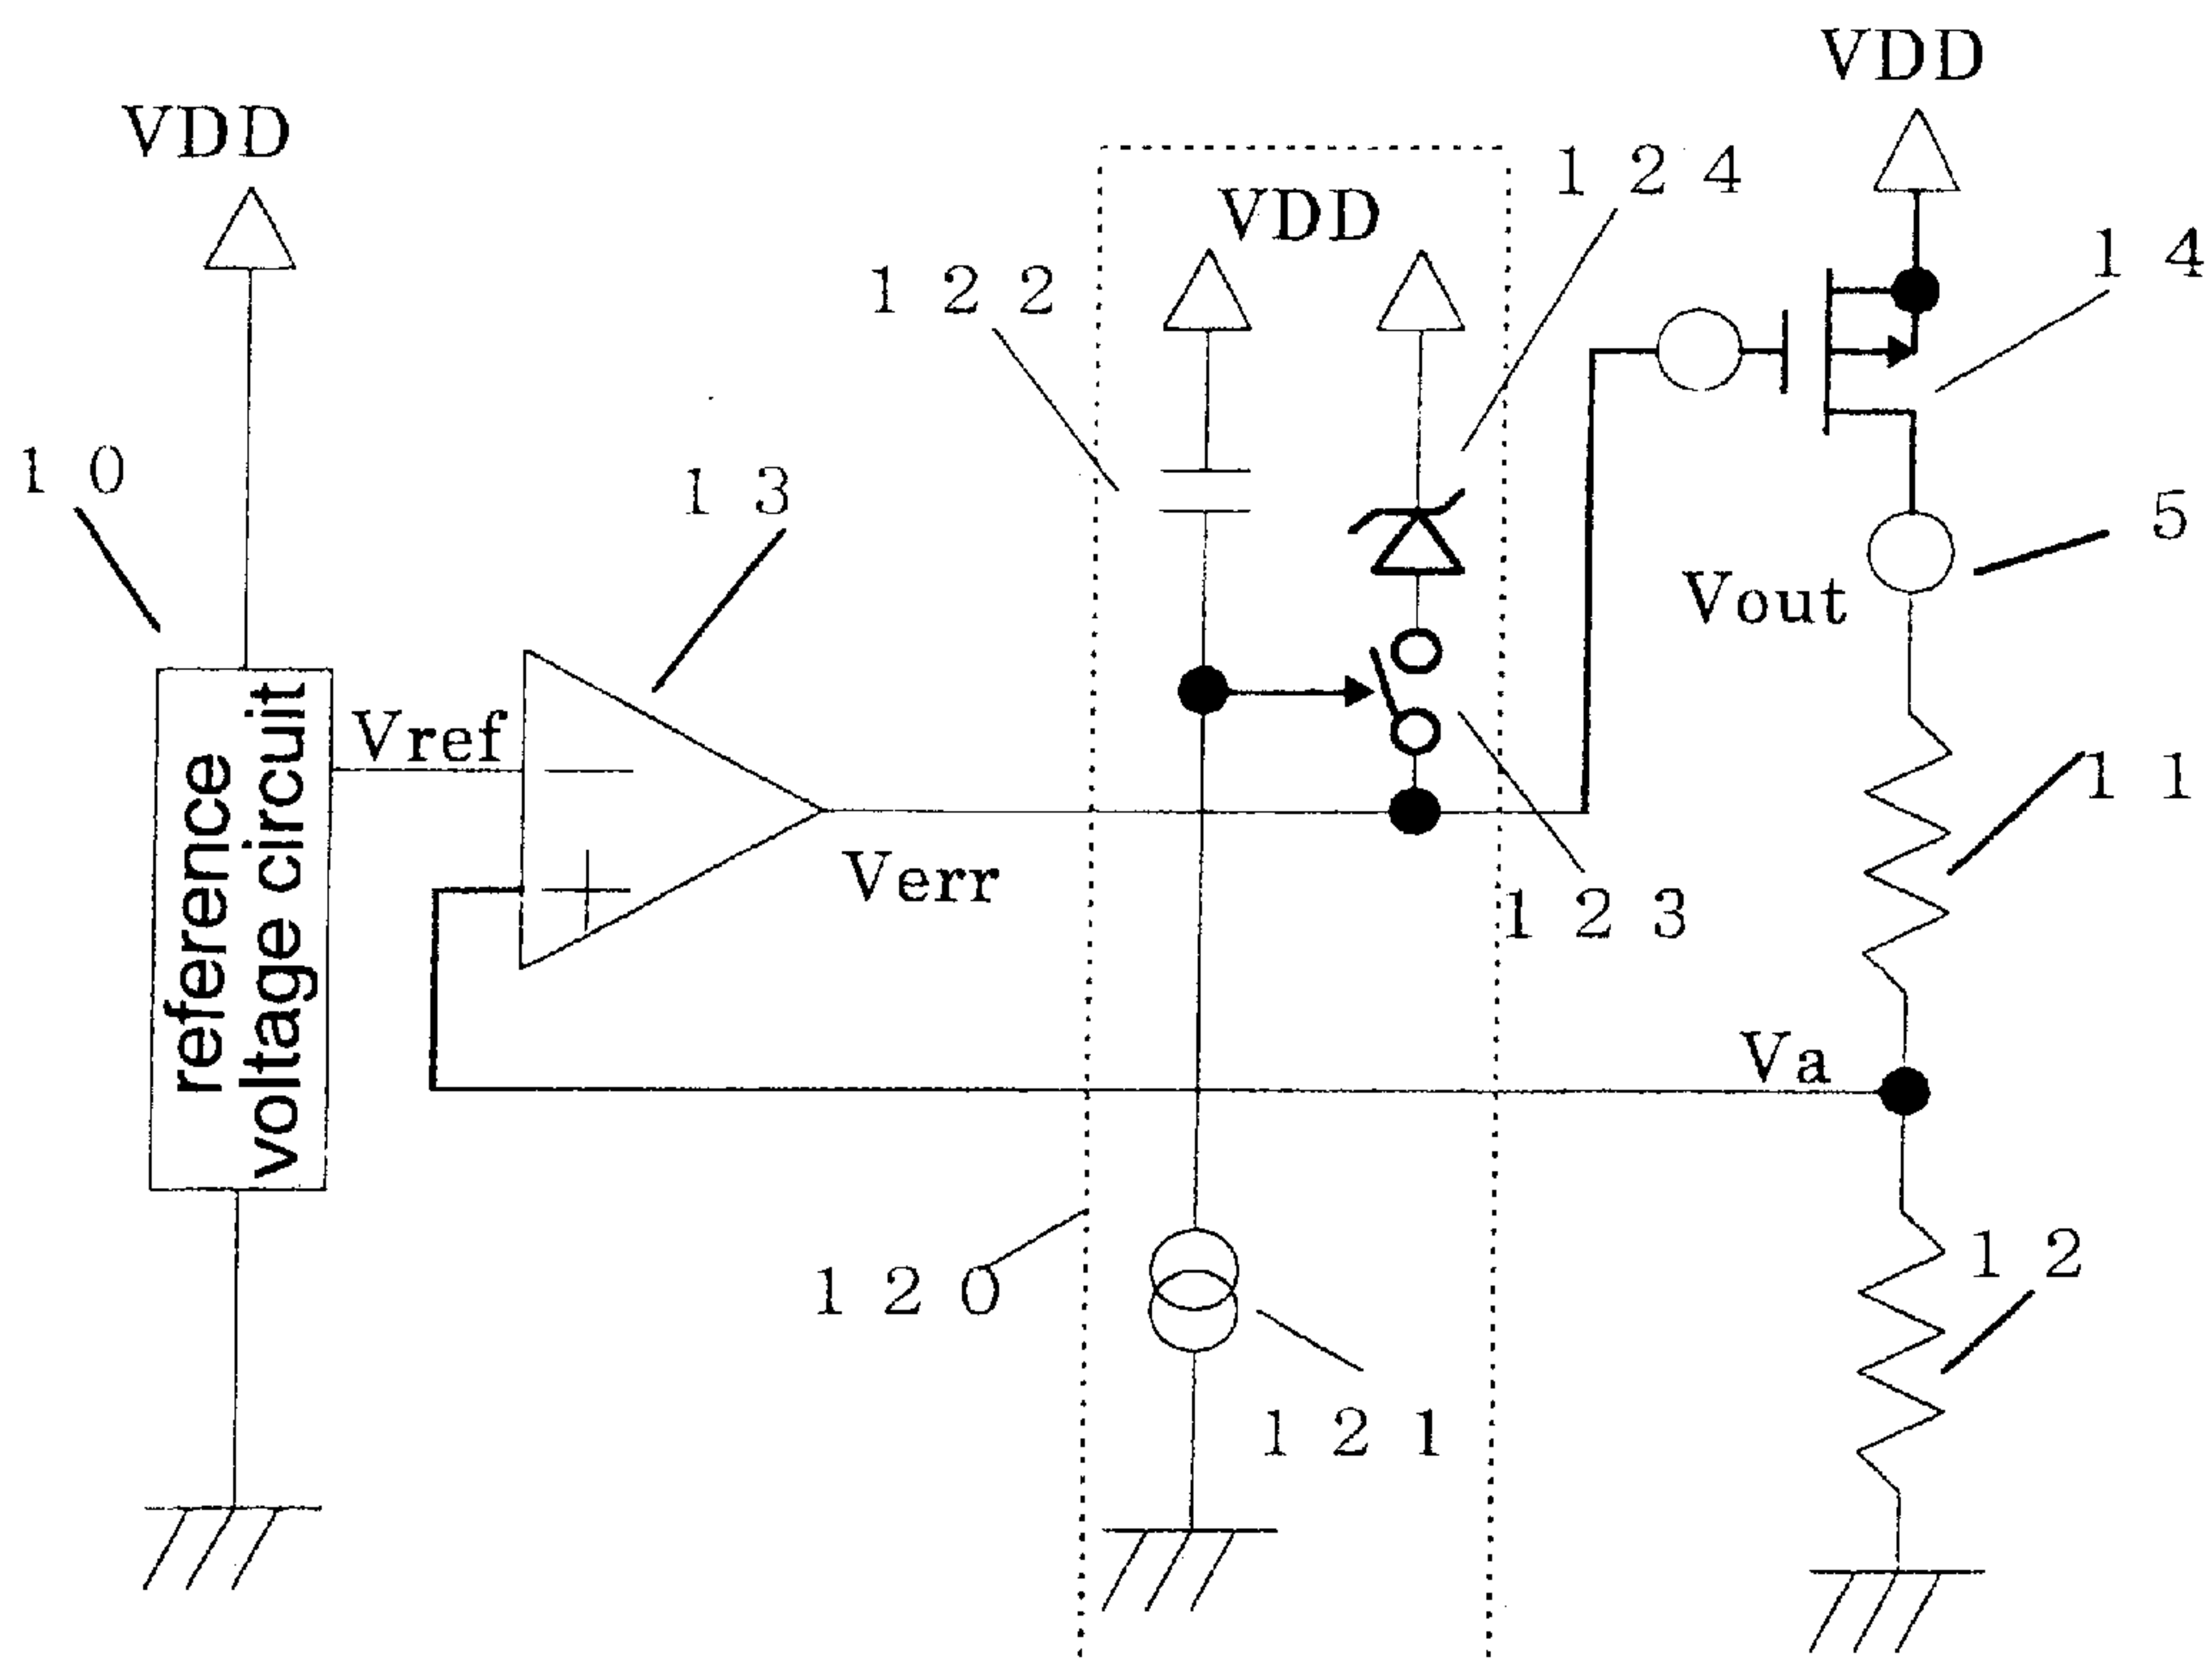 VDD
VDD
VDD
1 2 4
1 4
1 2 2
1 0
1 3
5
Vout
Vref
reference
voltage circuit
1 1
Verr
1 2 3
Va
1 2 0
1 2
1 2 1